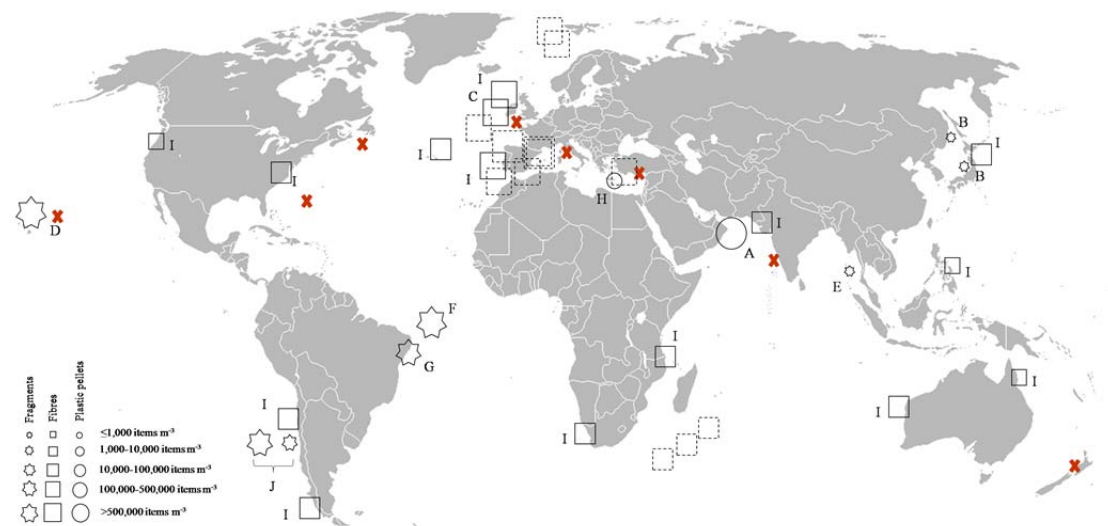 I
C
I
I
I
I
B
I
B
D
H
A
I
E
I
F
G
I
I
I
I
I
J
I
Fragments
Fibres
Plastic pellets
≤1,000 items m⁻³
1,000-10,000 items m⁻³
10,000-100,000 items m⁻³
100,000-500,000 items m⁻³
>500,000 items m⁻³